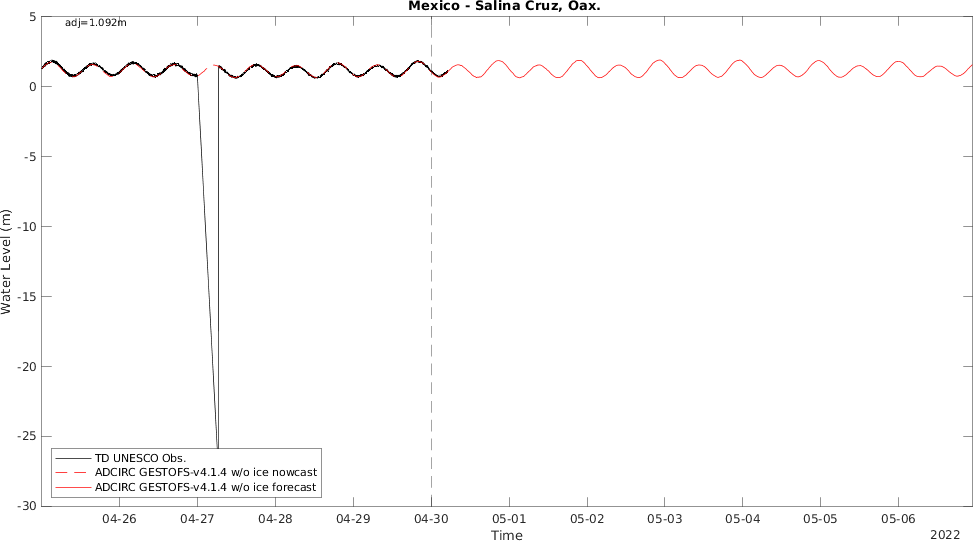 Mexico - Salina Cruz, Oax.
adj=1.092m
5
0
-5
-10
-15
-20
-25
-30
Water Level (m)
TD UNESCO Obs.
ADCIRC GESTOFS-v4.1.4 w/o ice nowcast
ADCIRC GESTOFS-v4.1.4 w/o ice forecast
04-26 04-27 04-28 04-29 04-30 05-01 05-02 05-03 05-04 05-05 05-06
Time
2022